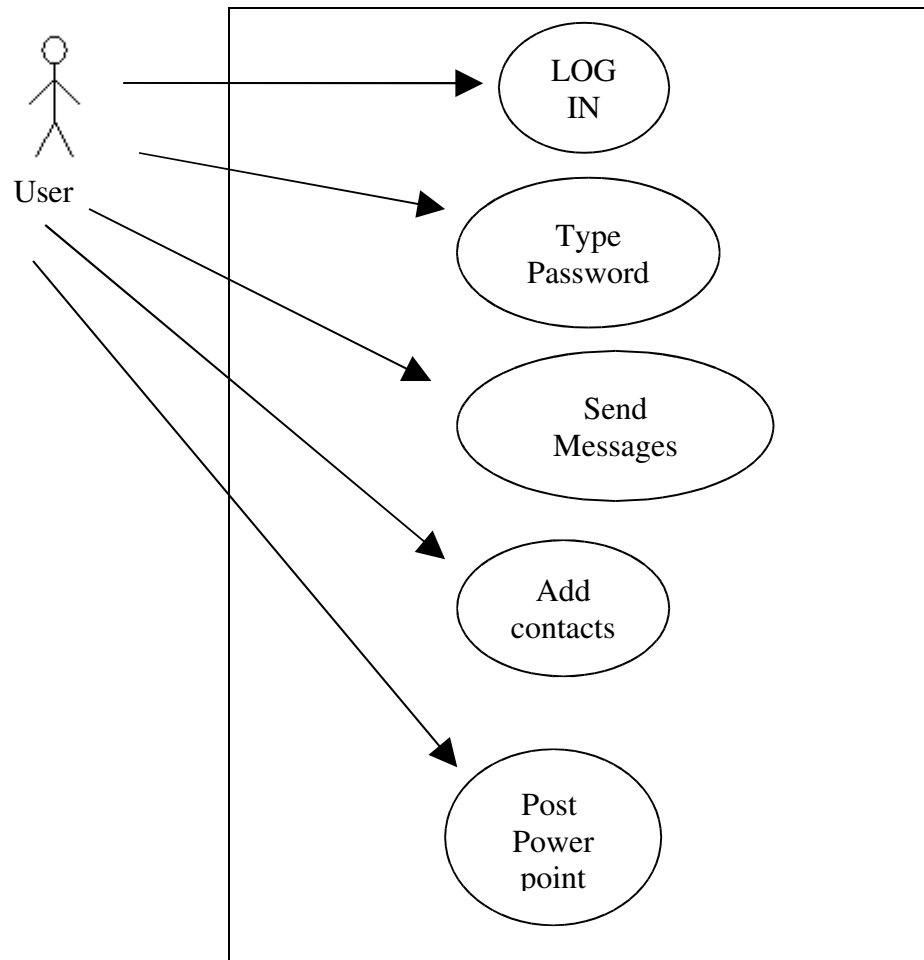 LOG
IN
User
Type
Password
Send
Messages
Add
contacts
Post
Power
point